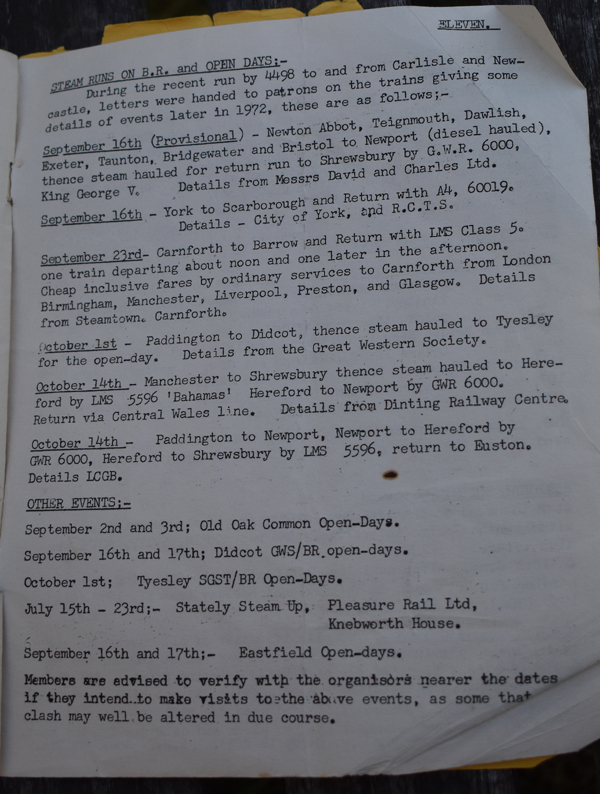 ELEVEN.
STEAM RUNS ON B.R. and OPEN DAYS:-
During the recent run by 4498 to and from Carlisle and New-
castle, letters were handed to patrons on the trains giving some
details of events later in 1972, these are as follows;-
September 16th (Provisional) - Newton Abbot, Teignmouth, Dawlish,
Exeter, Taunton, Bridgewater and Bristol to Newport (diesel hauled),
thence steam hauled for return run to Shrewsbury by G.W.R. 6000,
King George V. Details from Messrs David and Charles Ltd.
September 16th - York to Scarborough and Return with A4, 60019.
Details - City of York, and R.C.T.S.
September 23rd- Carnforth to Barrow and Return with LMS Class 5.
one train departing about noon and one later in the afternoon.
Cheap inclusive fares by ordinary services to Carnforth from London
Birmingham, Manchester, Liverpool, Preston, and Glasgow. Details
from Steamtown. Carnforth.
October 1st - Paddington to Didcot, thence steam hauled to Tyesley
for the open-day. Details from the Great Western Society.
October 14th - Manchester to Shrewsbury thence steam hauled to Here-
ford by LMS 5596 'Bahamas' Hereford to Newport by GWR 6000.
Return via Central Wales line. Details from Dinting Railway Centre.
October 14th - Paddington to Newport, Newport to Hereford by
GWR 6000, Hereford to Shrewsbury by LMS 5596, return to Euston.
Details LCGB.
OTHER EVENTS;-
September 2nd and 3rd; Old Oak Common Open-Days.
September 16th and 17th; Didcot GWS/BR open-days.
October 1st; Tyesley SGST/BR Open-Days.
July 15th - 23rd;- Stately Steam Up, Pleasure Rail Ltd,
Knebworth House.
September 16th and 17th;- Eastfield Open-days.
Members are advised to verify with the organisors nearer the dates
if they intend to make visits to the above events, as some that
clash may well be altered in due course.